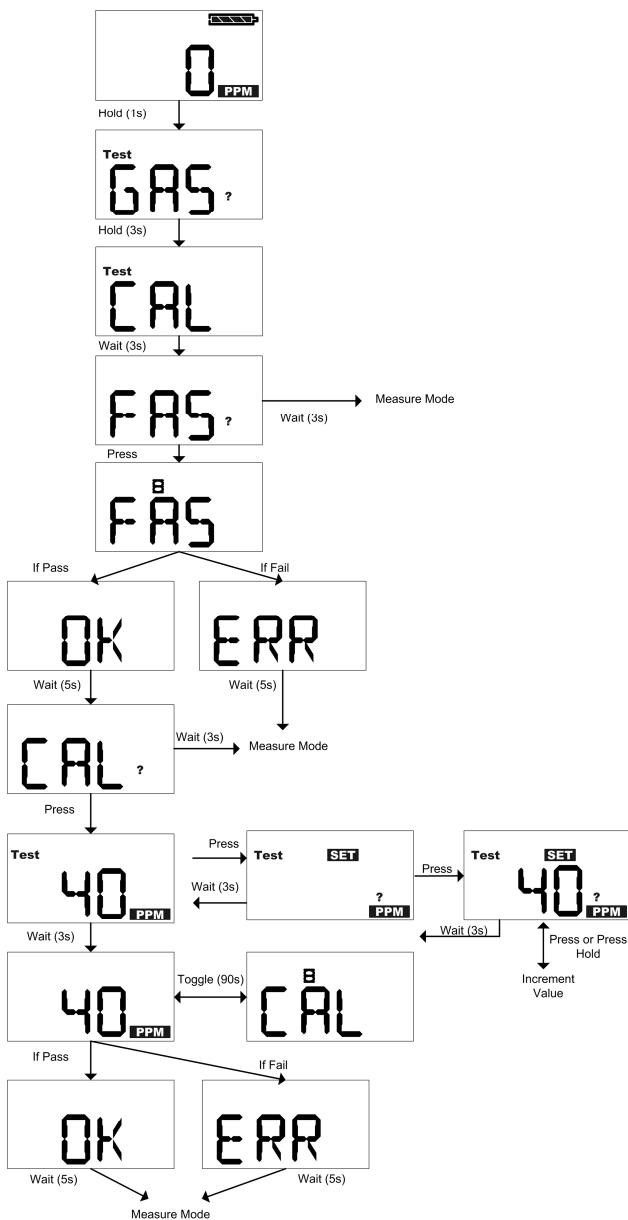 0
PPM
Hold (1s)
Test
GAS ?
Hold (3s)
Test
CAL
Wait (3s)
FAS ?
Wait (3s)
Measure Mode
Press
8
FAS
If Pass
If Fail
OK
ERR
Wait (5s)
Wait (5s)
CAL ?
Wait (3s)
Measure Mode
Press
Test
40
PPM
Press
Wait (3s)
Test SET
?
PPM
Press
Wait (3s)
Test SET
40 ?
PPM
Press or Press
Hold
Increment
Value
Wait (3s)
40
PPM
Toggle (90s)
8
CAL
If Pass
If Fail
OK
ERR
Wait (5s)
Wait (5s)
Measure Mode